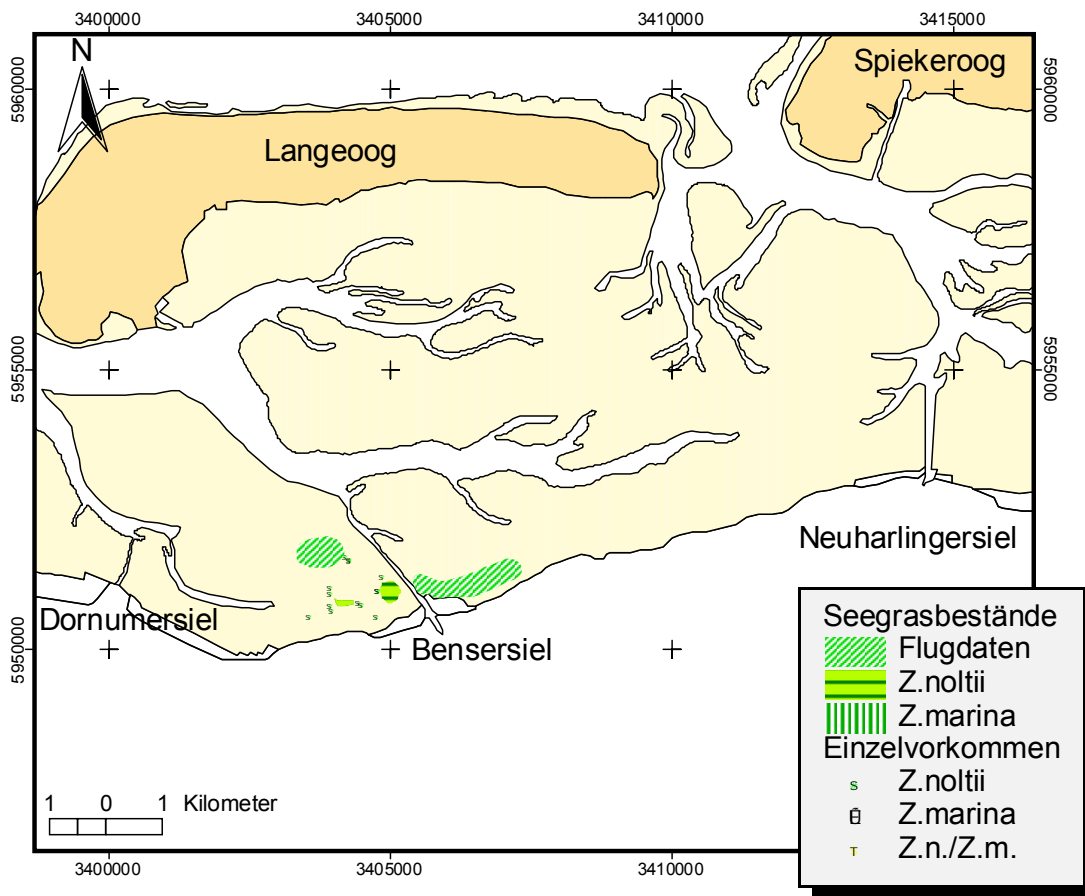 3400000 3405000 3410000 3415000
N
Spiekeroog
5960000
5960000
Langeoog
5955000
5955000
Neuharlingersiel
Dornumersiel
Bensersiel
5950000
Seegrasbestände
Flugdaten
Z.noltii
Z.marina
Einzelvorkommen
s Z.noltii
Z.marina
T Z.n./Z.m.
1 0 1 Kilometer
3400000 3405000 3410000